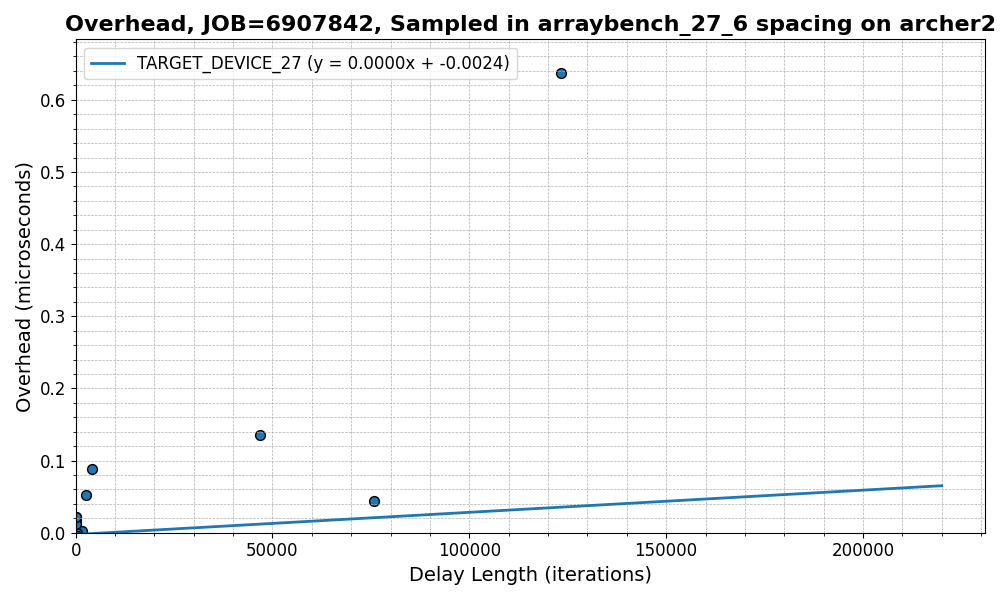 Overhead, JOB=6907842, Sampled in arraybench_27_6 spacing on archer2
TARGET_DEVICE_27 (y = 0.0000x + -0.0024)
Overhead (microseconds)
0.6
0.5
0.4
0.3
0.2
0.1
0.0
0 50000 100000 150000 200000
Delay Length (iterations)